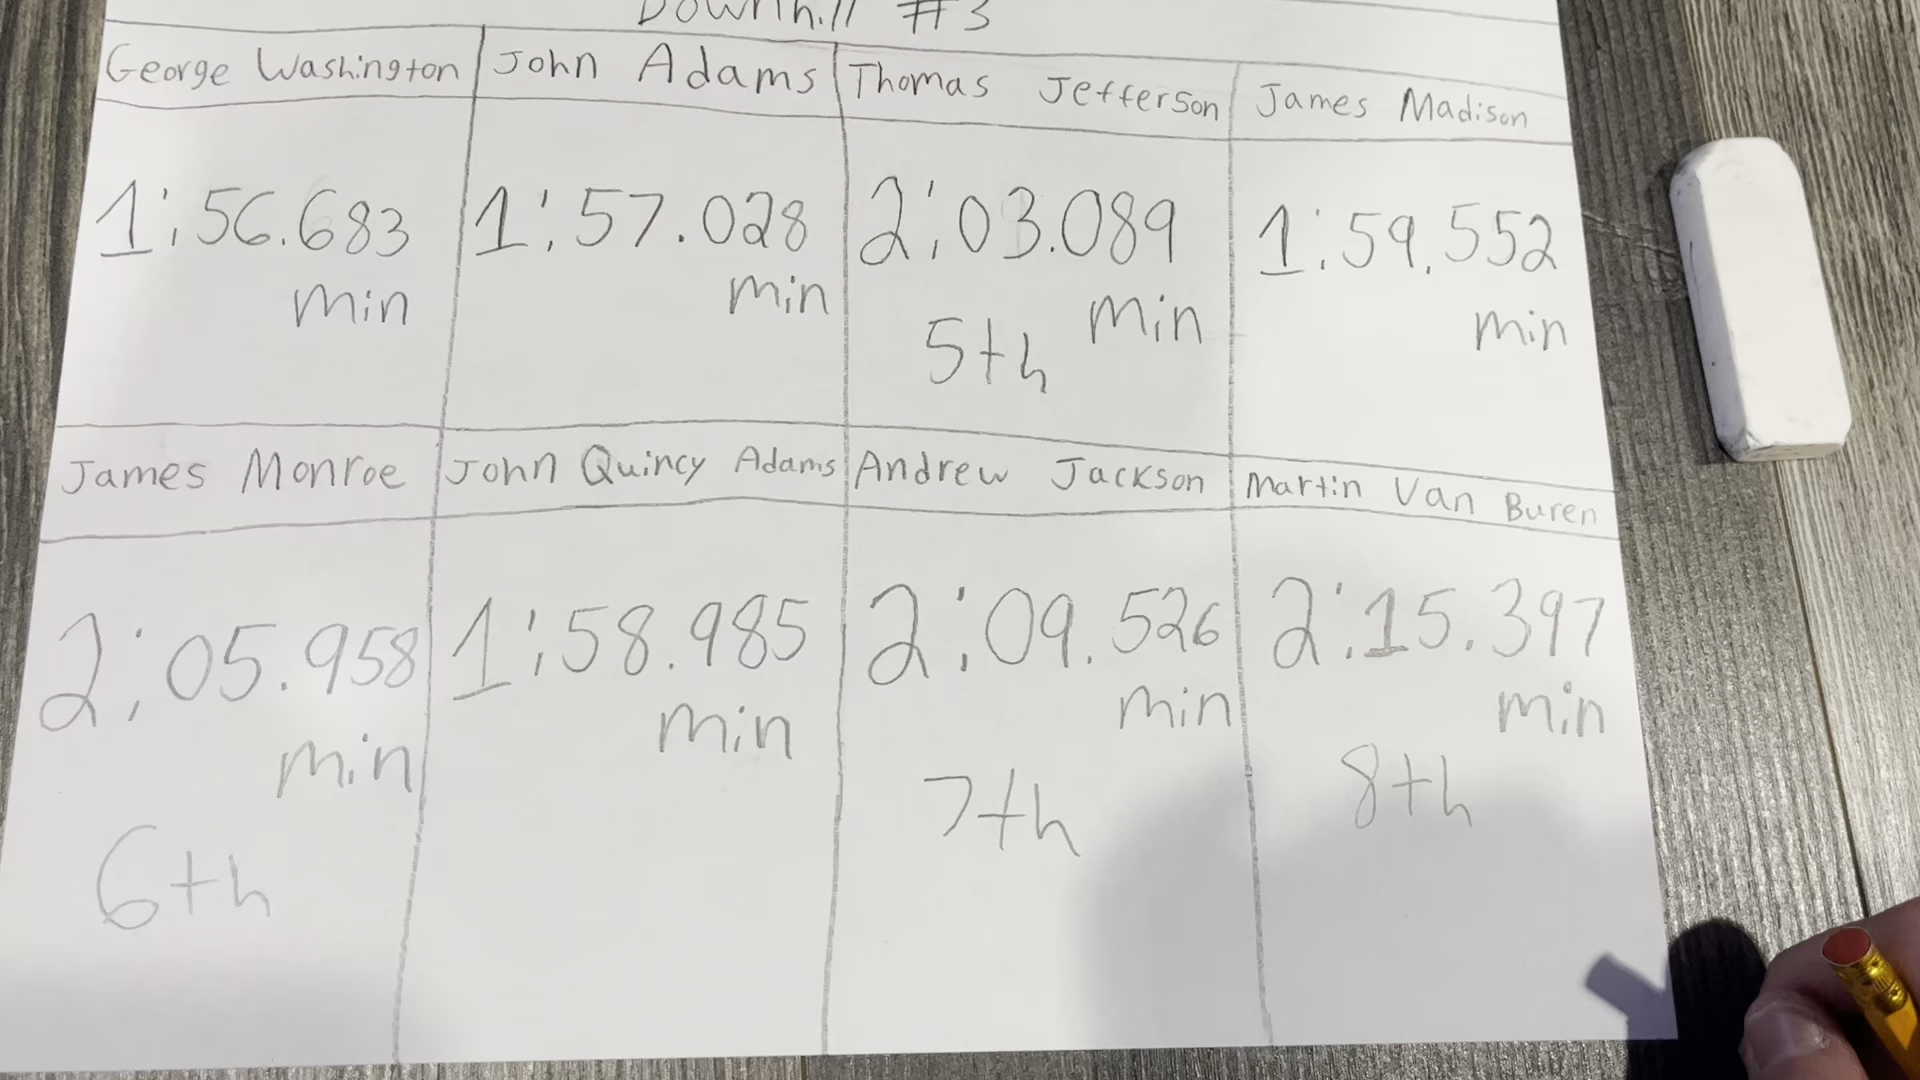 Downhill #3
George Washington
John Adams
Thomas Jefferson
James Madison
1:56.683
min
1:57.028
min
2:03.089
min
5th
1:59.552
min
James Monroe
John Quincy Adams
Andrew Jackson
Martin Van Buren
2:05.958
min
6th
1:58.985
min
2:09.526
min
7th
2:15.397
min
8th